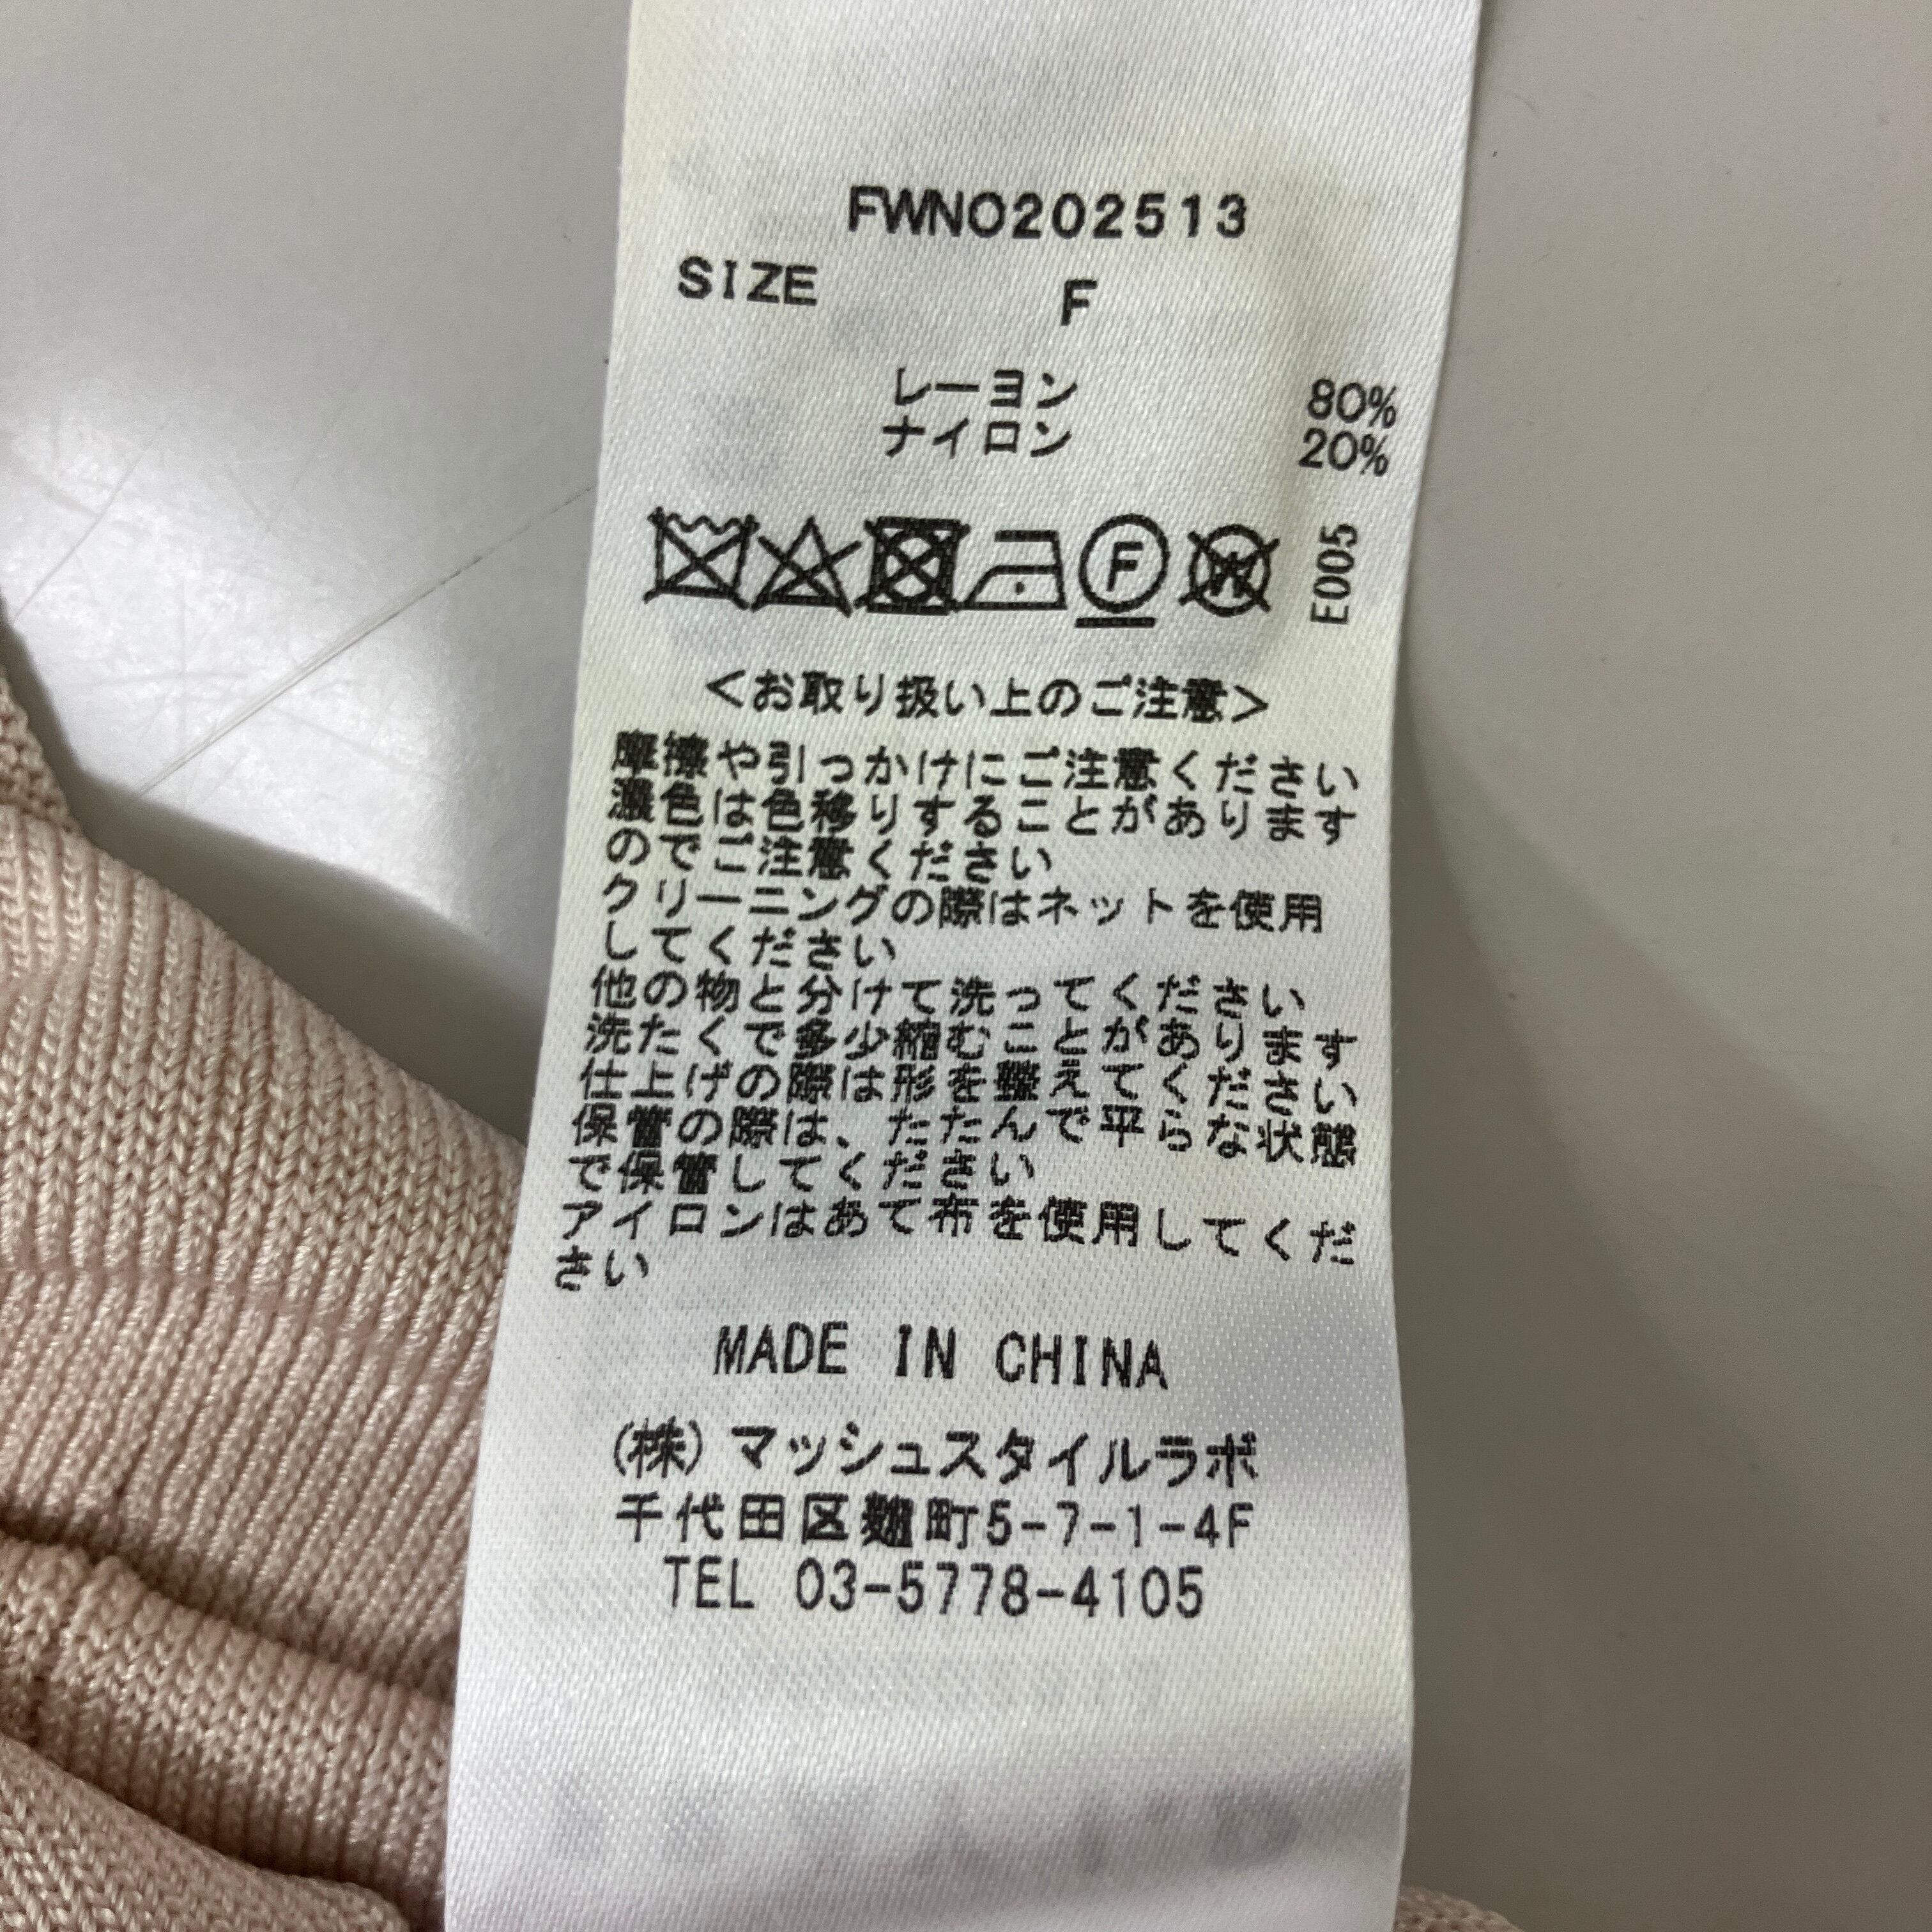 FWNO202513
SIZE F
レーヨン 80%
ナイロン 20%
F
W
E005
<お取り扱い上のご注意>
摩擦や引っかけにご注意ください
濃色は色移りすることがあります
のでご注意ください
クリーニングの際はネットを使用
してください
他の物と分けて洗ってください
洗たくで多少縮むことがあります
仕上げの際は形を整えてください
保管の際は、たたんで平らな状態
で保管してください
アイロンはあて布を使用してくだ
さい
MADE IN CHINA
(株)マッシュスタイルラボ
千代田区麹町5-7-1-4F
TEL 03-5778-4105